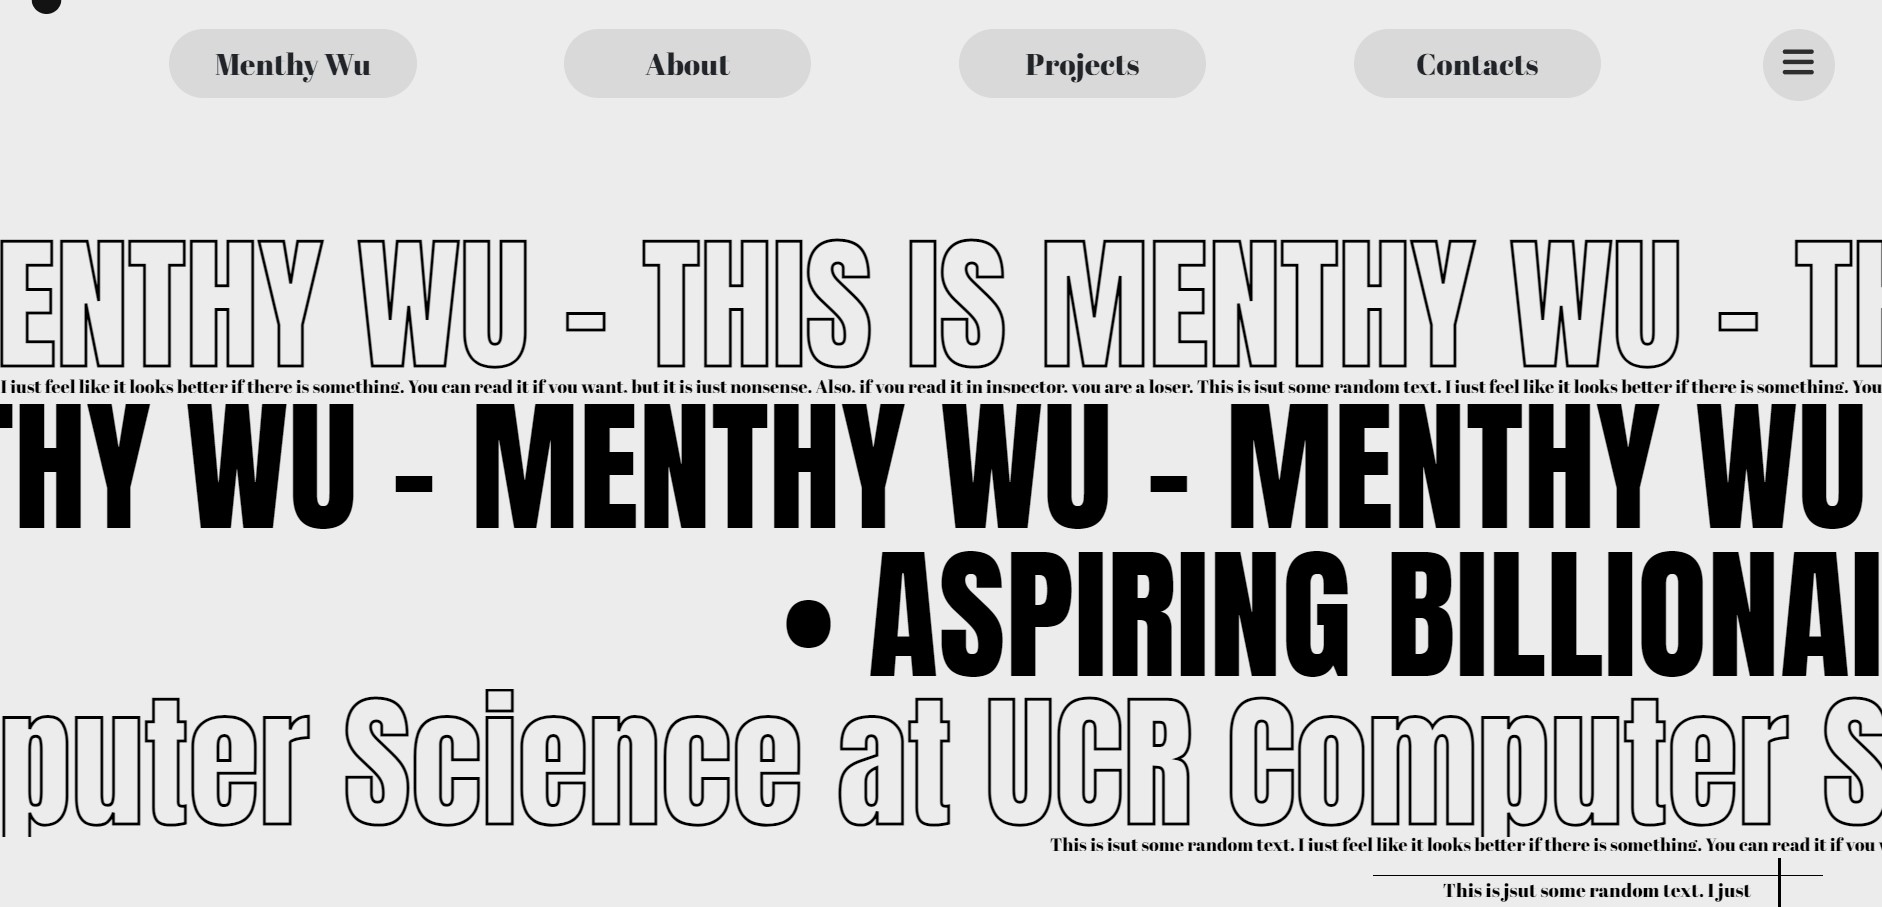 Menthy Wu About Projects Contacts
ENTHY WU - THIS IS MENTHY WU - TH
I just feel like it looks better if there is something. You can read it if you want, but it is just nonsense. Also, if you read it in inspector, you are a loser. This is jsut some random text. I just feel like it looks better if there is something. You
THY WU - MENTHY WU - MENTHY WU
• ASPIRING BILLIONAI
puter Science at UCR Computer S
This is jsut some random text. I just feel like it looks better if there is something. You can read it if you w
This is jsut some random text. I just